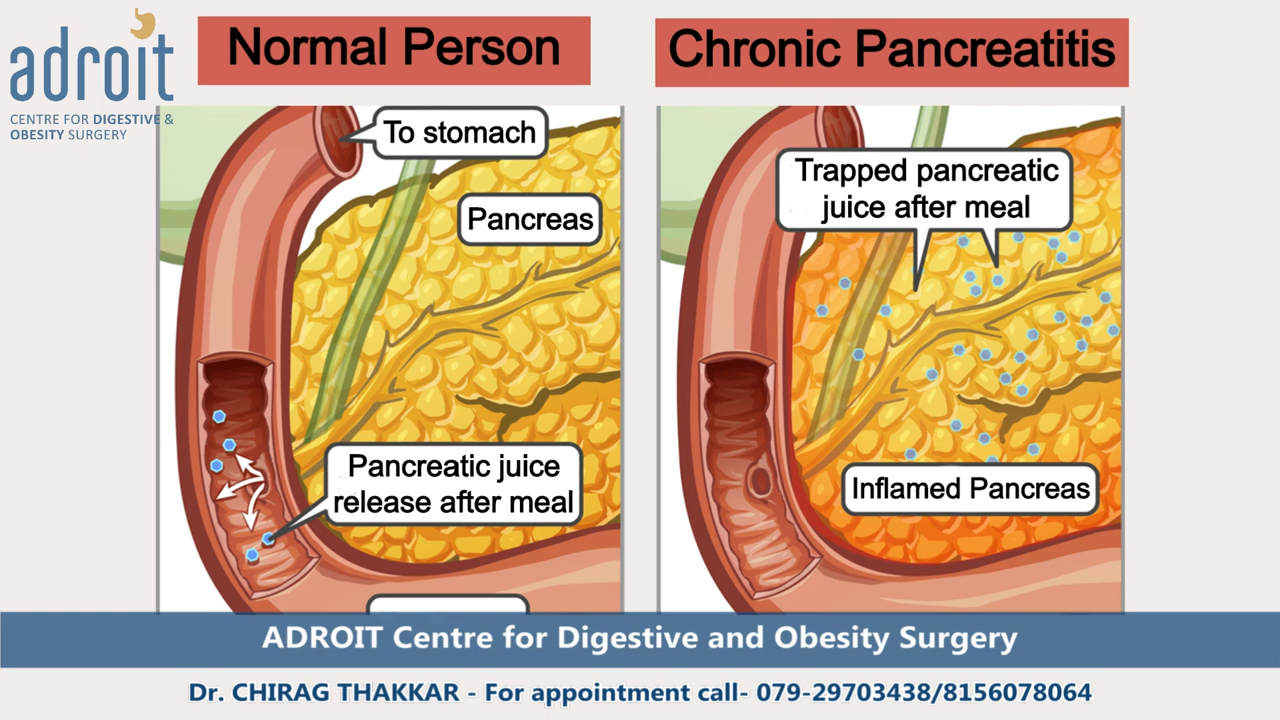 adroit
CENTRE FOR DIGESTIVE &
OBESITY SURGERY
Normal Person
To stomach
Pancreas
Pancreatic juice
release after meal
Chronic Pancreatitis
Trapped pancreatic
juice after meal
Inflamed Pancreas
ADROIT Centre for Digestive and Obesity Surgery
Dr. CHIRAG THAKKAR - For appointment call- 079-29703438/8156078064